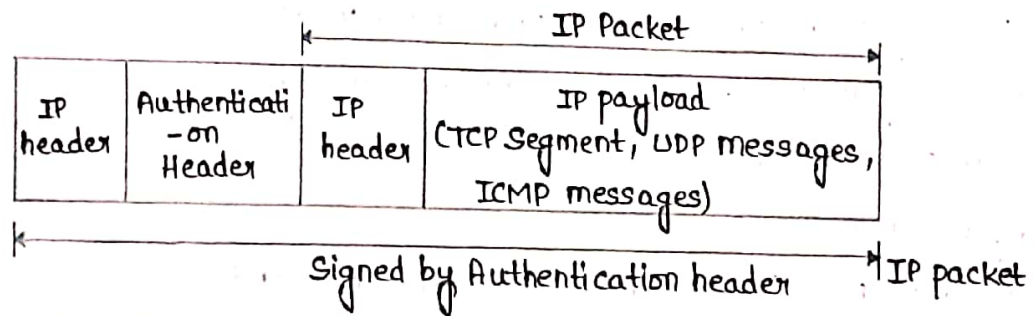 IP Packet
IP
header
Authenticati
-on
Header
IP
header
IP payload
(TCP Segment, UDP messages,
ICMP messages)
Signed by Authentication header
IP packet